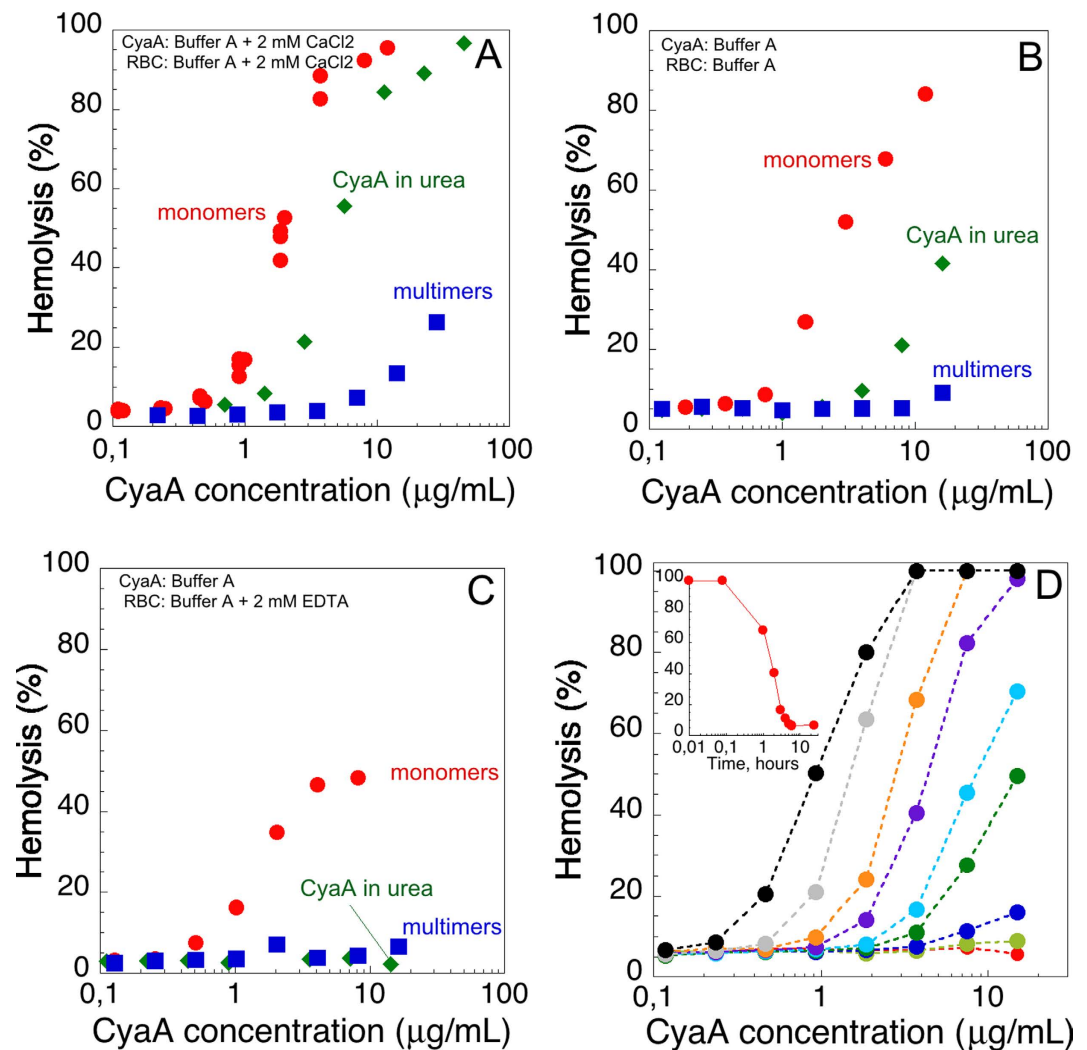 100
80
60
40
20
0
Hemolysis (%)
CyaA: Buffer A + 2 mM CaCl2
RBC: Buffer A + 2 mM CaCl2
A
CyaA in urea
monomers
multimers
0,1 1 10 100
CyaA concentration (µg/mL)
100
80
60
40
20
0
Hemolysis (%)
CyaA: Buffer A
RBC: Buffer A
B
monomers
CyaA in urea
multimers
0,1 1 10 100
CyaA concentration (µg/mL)
100
80
60
40
20
0
Hemolysis (%)
CyaA: Buffer A
RBC: Buffer A + 2 mM EDTA
C
monomers
CyaA in urea
multimers
0,1 1 10 100
CyaA concentration (µg/mL)
100
80
60
40
20
0
Hemolysis (%)
D
100
80
60
40
20
0
0,01 0,1 1 10
Time, hours
0,1 1 10
CyaA concentration (µg/mL)